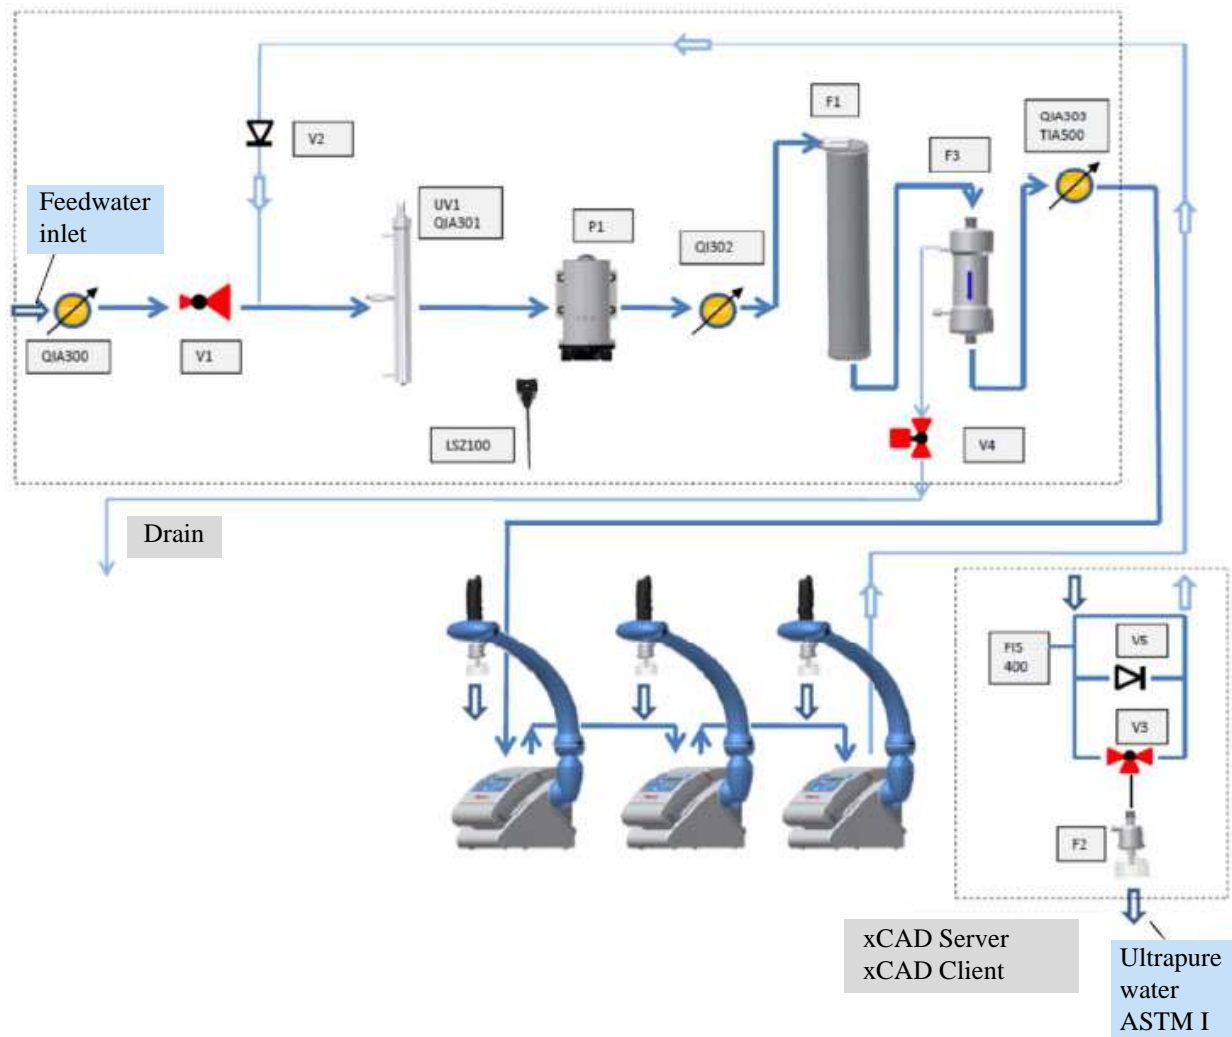 F1
QIA303
TIA500
V2
F3
Feedwater
inlet
UV1
QIA301
P1
QI302
QIA300
V1
LSZ100
V4
Drain
FIS
400
V5
V3
F2
xCAD Server
xCAD Client
Ultrapure
water
ASTM I